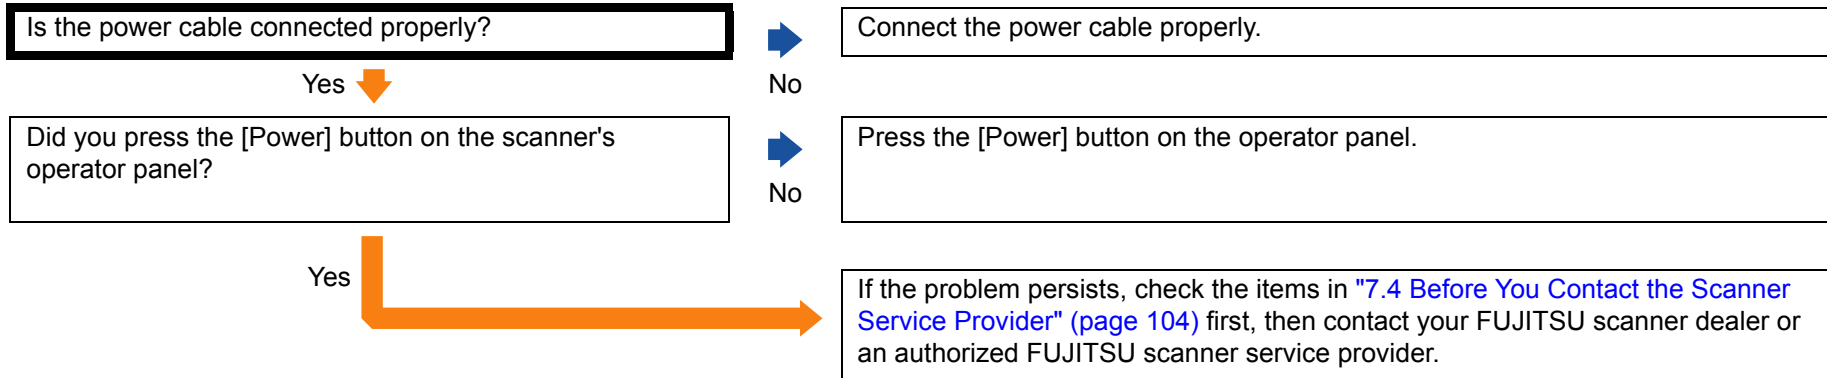 Is the power cable connected properly?
Connect the power cable properly.
Yes
No
Did you press the [Power] button on the scanner's
operator panel?
Press the [Power] button on the operator panel.
No
Yes
If the problem persists, check the items in "7.4 Before You Contact the Scanner
Service Provider" (page 104) first, then contact your FUJITSU scanner dealer or
an authorized FUJITSU scanner service provider.